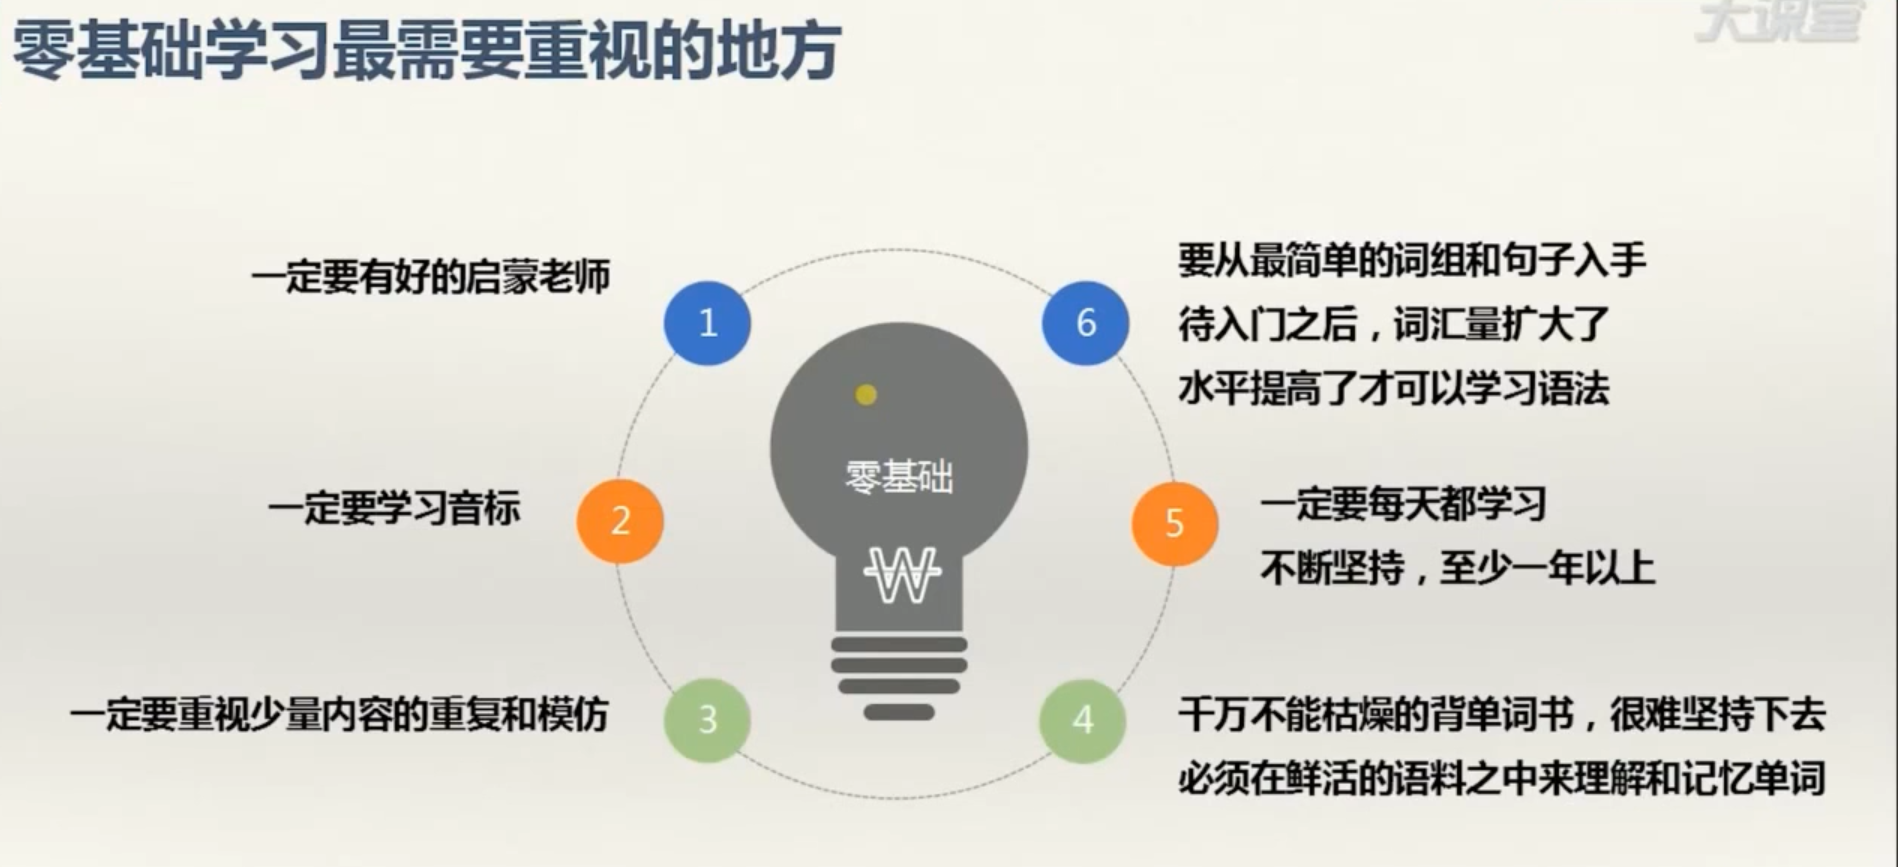 零基础学习最需要重视的地方
大课堂
一定要有好的启蒙老师
1
一定要学习音标
2
一定要重视少量内容的重复和模仿
3
零基础
W
6
要从最简单的词组和句子入手
待入门之后，词汇量扩大了
水平提高了才可以学习语法
5
一定要每天都学习
不断坚持，至少一年以上
4
千万不能枯燥的背单词书，很难坚持下去
必须在鲜活的语料之中来理解和记忆单词